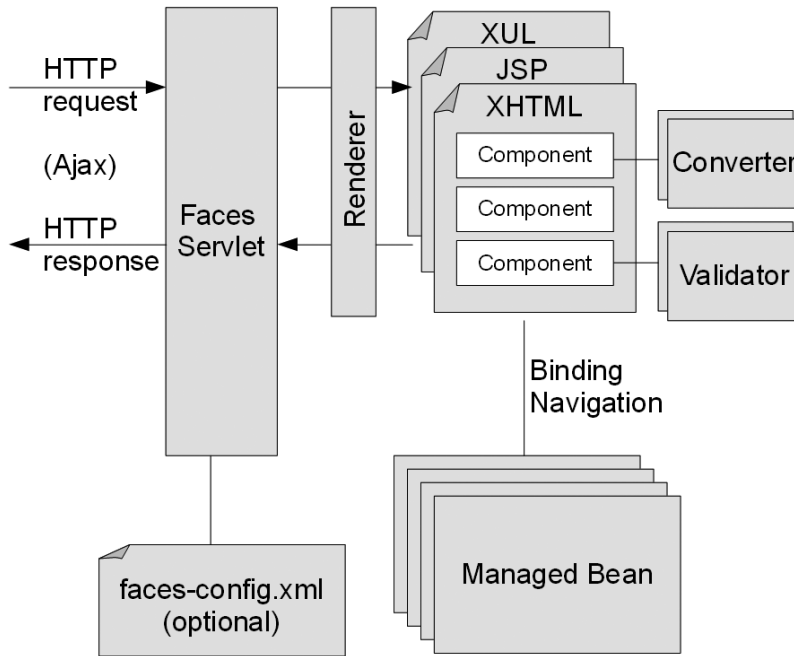 HTTP
request
(Ajax)
HTTP
response
Faces
Servlet
Renderer
XUL
JSP
XHTML
Component
Component
Component
Converter
Validator
Binding
Navigation
faces-config.xml
(optional)
Managed Bean